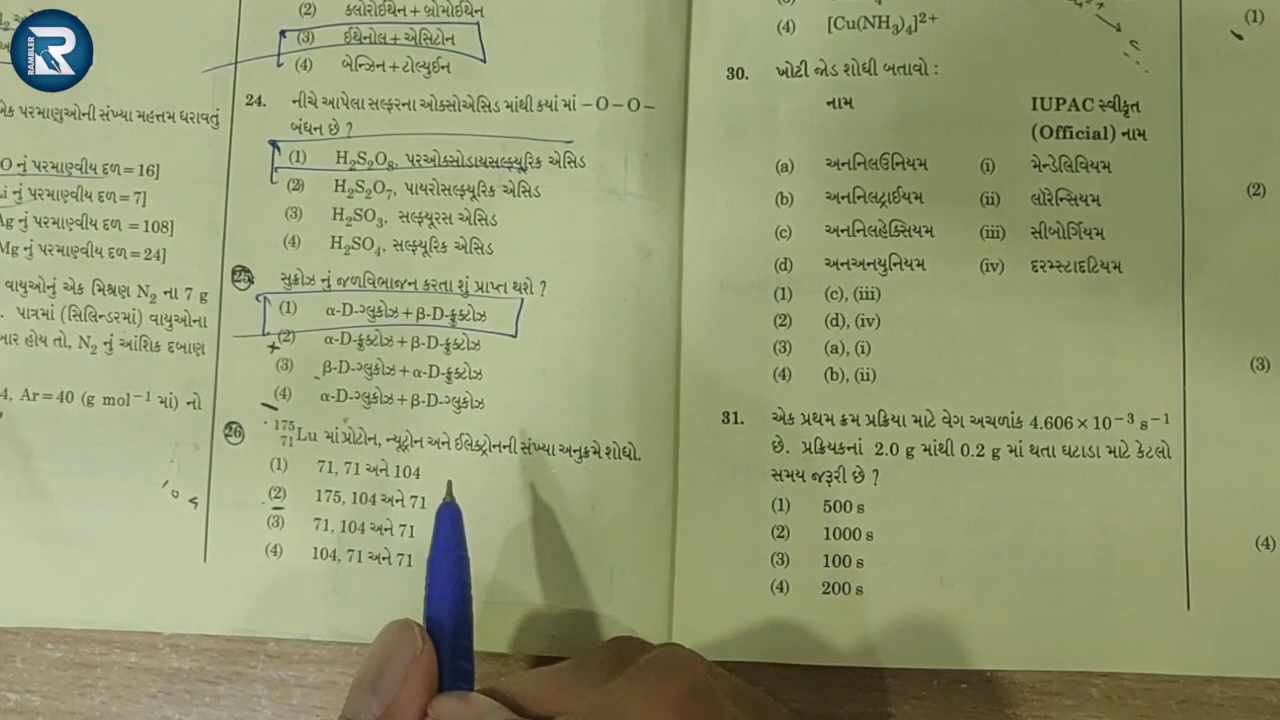 RAMBLER
એક પરમાણુઓની સંખ્યા મહત્તમ ધરાવતું
O નું પરમાણ્વીય દળ = 16]
Li નું પરમાણ્વીય દળ = 7]
Ag નું પરમાણ્વીય દળ = 108]
Mg નું પરમાણ્વીય દળ = 24]
વાયુઓનું એક મિશ્રણ N₂ ના 7 g
. પાત્રમાં (સિલિન્ડરમાં) વાયુઓના
બાર હોય તો, N₂ નું આંશિક દબાણ
4, Ar=40 (g mol⁻¹ માં) નો
(2) ક્લોરોઈથેન + બ્રોમોઈથેન
(3) ઈથેનોલ + એસિટોન
(4) બેન્ઝિન + ટોલ્યુઈન
24. નીચે આપેલા સલ્ફરના ઓક્સોએસિડ માંથી કયાં માં –O–O–
બંધન છે ?
(1) H₂S₂O₈, પરઓક્સોડાયસલ્ફ્યૂરિક એસિડ
(2) H₂S₂O₇, પાયરોસલ્ફ્યૂરિક એસિડ
(3) H₂SO₃, સલ્ફ્યૂરસ એસિડ
(4) H₂SO₄, સલ્ફ્યૂરિક એસિડ
25. સુક્રોઝ નું જળવિભાજન કરતા શું પ્રાપ્ત થશે ?
(1) α-D-ગ્લુકોઝ + β-D-ફ્રુક્ટોઝ
(2) α-D-ફ્રુક્ટોઝ + β-D-ફ્રુક્ટોઝ
(3) β-D-ગ્લુકોઝ + α-D-ફ્રુક્ટોઝ
(4) α-D-ગ્લુકોઝ + β-D-ગ્લુકોઝ
26 ¹⁷⁵₇₁Lu માં પ્રોટોન, ન્યૂટ્રોન અને ઈલેક્ટ્રોનની સંખ્યા અનુક્રમે શોધો.
(1) 71, 71 અને 104
(2) 175, 104 અને 71
(3) 71, 104 અને 71
(4) 104, 71 અને 71
(4) [Cu(NH₃)₄]²⁺
30. ખોટી જોડ શોધી બતાવો :
નામ IUPAC સ્વીકૃત
(Official) નામ
(a) અનનિલઉનિયમ (i) મેન્ડેલિવિયમ
(b) અનનિલટ્રાઈયમ (ii) લોરેન્સિયમ
(c) અનનિલહેક્સિયમ (iii) સીબોર્ગિયમ
(d) અનઅનયુનિયમ (iv) દરમ્સ્ટાદટિયમ
(1) (c), (iii)
(2) (d), (iv)
(3) (a), (i)
(4) (b), (ii)
31. એક પ્રથમ ક્રમ પ્રક્રિયા માટે વેગ અચળાંક 4.606 × 10⁻³ s⁻¹
છે. પ્રક્રિયકનાં 2.0 g માંથી 0.2 g માં થતા ઘટાડા માટે કેટલો
સમય જરૂરી છે ?
(1) 500 s
(2) 1000 s
(3) 100 s
(4) 200 s
(1)
(2)
(3)
(4)